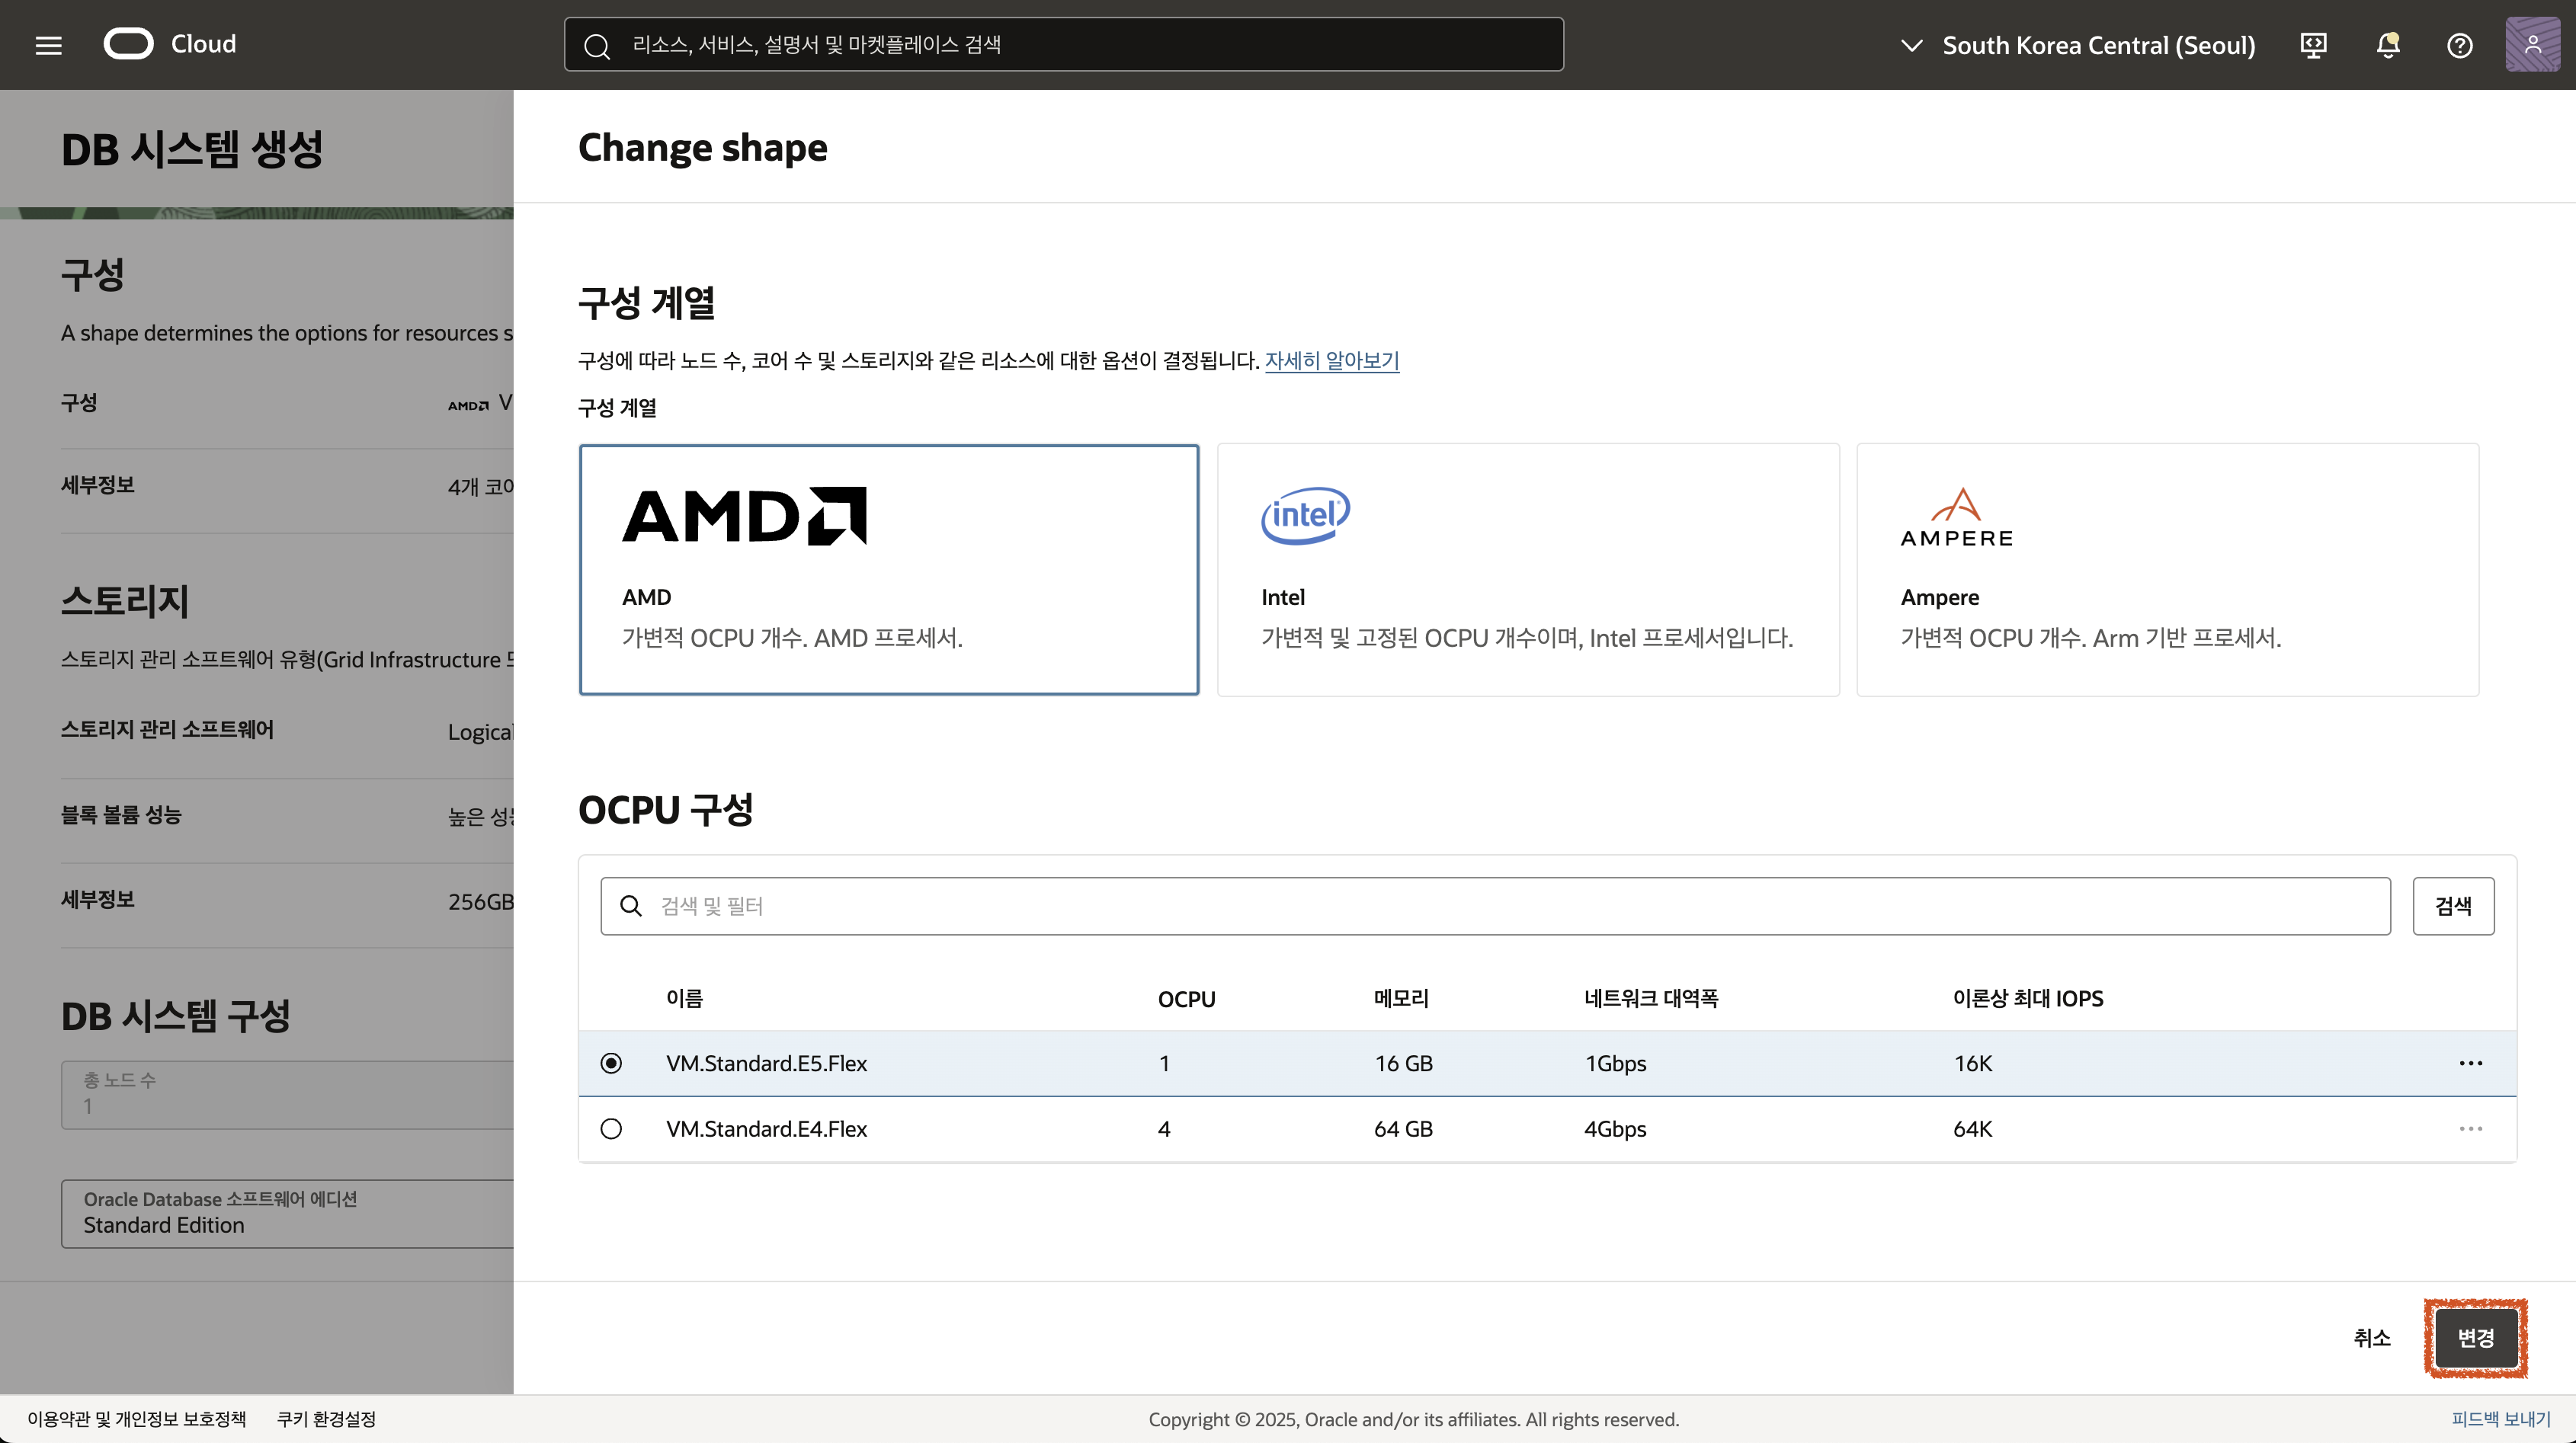 Cloud
리소스, 서비스, 설명서 및 마켓플레이스 검색
South Korea Central (Seoul)
DB 시스템 생성
구성
A shape determines the options for resources s
구성
AMD V
세부정보
4개 코어
스토리지
스토리지 관리 소프트웨어 유형(Grid Infrastructure
스토리지 관리 소프트웨어
Logical
블록 볼륨 성능
높은 성
세부정보
256GB
DB 시스템 구성
총 노드 수
1
Oracle Database 소프트웨어 에디션
Standard Edition
Change shape
구성 계열
구성에 따라 노드 수, 코어 수 및 스토리지와 같은 리소스에 대한 옵션이 결정됩니다. 자세히 알아보기
구성 계열
AMD
AMD
가변적 OCPU 개수. AMD 프로세서.
intel
Intel
가변적 및 고정된 OCPU 개수이며, Intel 프로세서입니다.
AMPERE
Ampere
가변적 OCPU 개수. Arm 기반 프로세서.
OCPU 구성
검색 및 필터
검색
이름 OCPU 메모리 네트워크 대역폭 이론상 최대 IOPS
VM.Standard.E5.Flex 1 16 GB 1Gbps 16K
VM.Standard.E4.Flex 4 64 GB 4Gbps 64K
취소
변경
이용약관 및 개인정보 보호정책
쿠키 환경설정
Copyright © 2025, Oracle and/or its affiliates. All rights reserved.
피드백 보내기